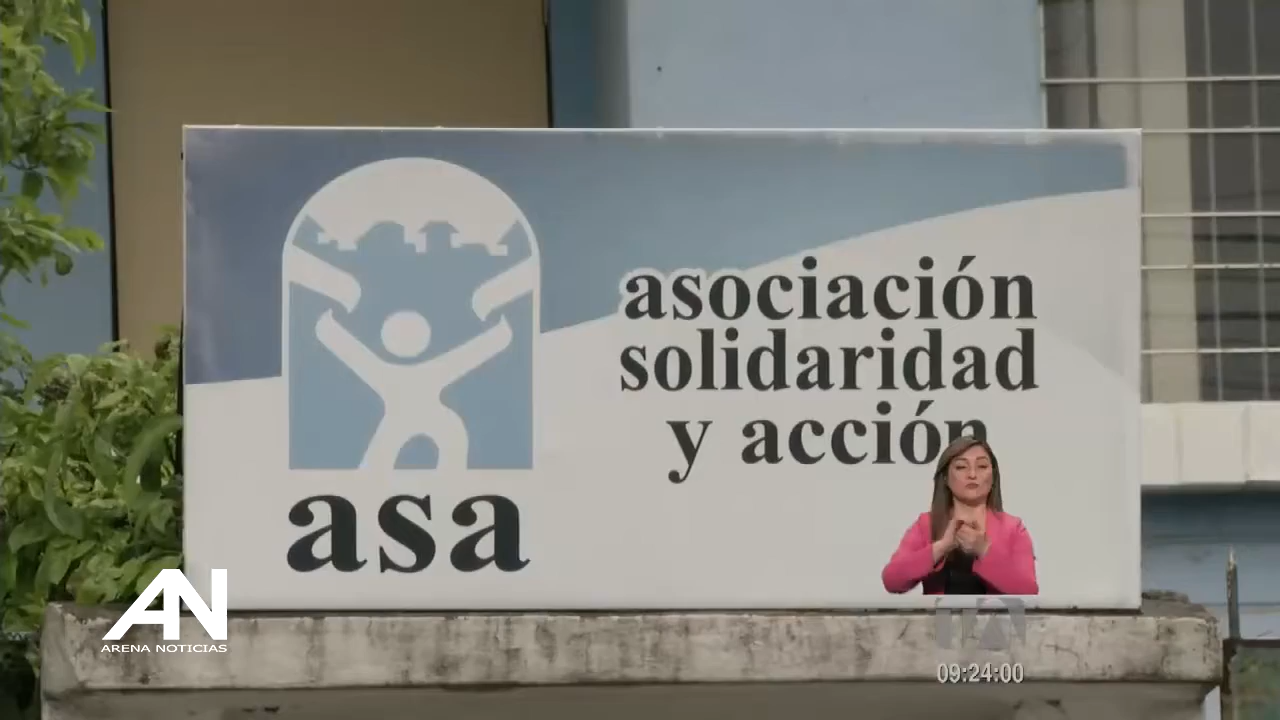 asociación
solidaridad
y acción
asa
AN
ARENA NOTICIAS
09:24:00